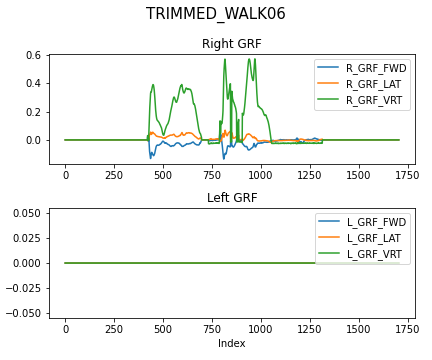 TRIMMED_WALK06
Right GRF
0.6
0.4
0.2
0.0
R_GRF_FWD
R_GRF_LAT
R_GRF_VRT
0 250 500 750 1000 1250 1500 1750
Left GRF
0.050
0.025
0.000
−0.025
−0.050
L_GRF_FWD
L_GRF_LAT
L_GRF_VRT
0 250 500 750 1000 1250 1500 1750
Index